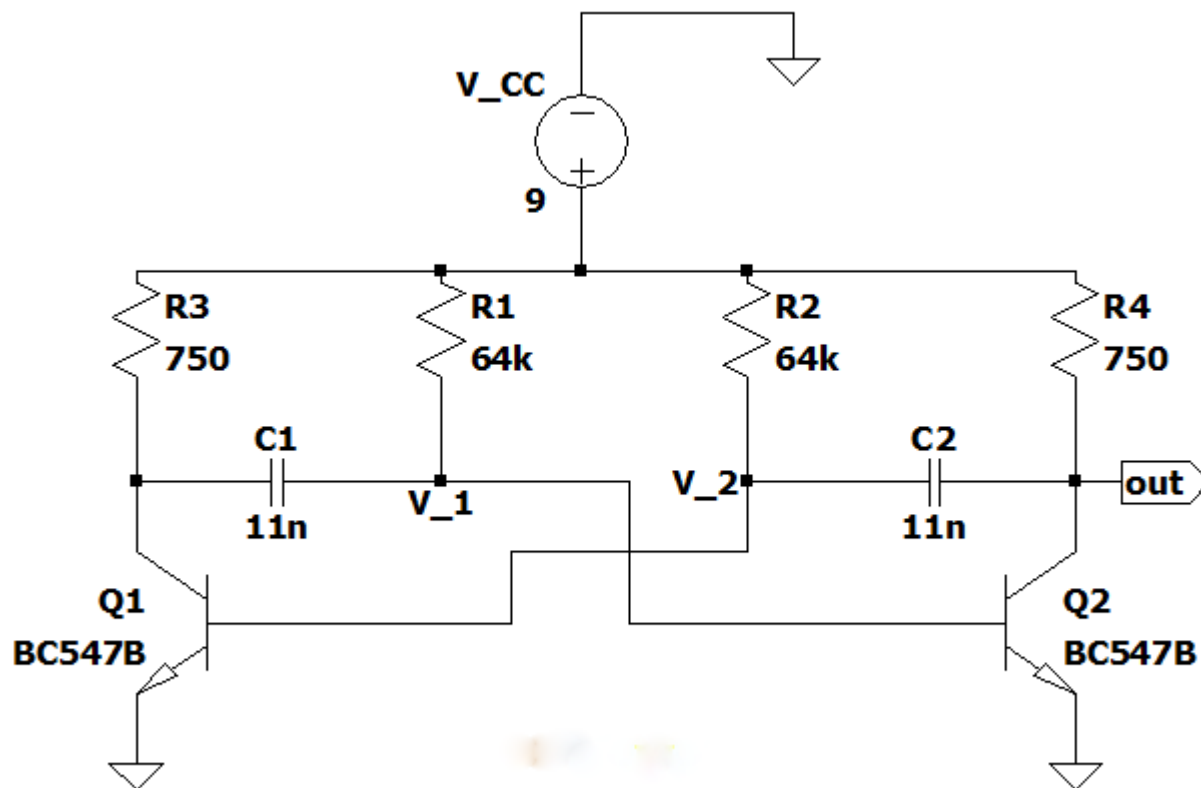 V_CC
9
R3
750
R1
64k
R2
64k
R4
750
C1
11n
V_1
V_2
C2
11n
out
Q1
BC547B
Q2
BC547B